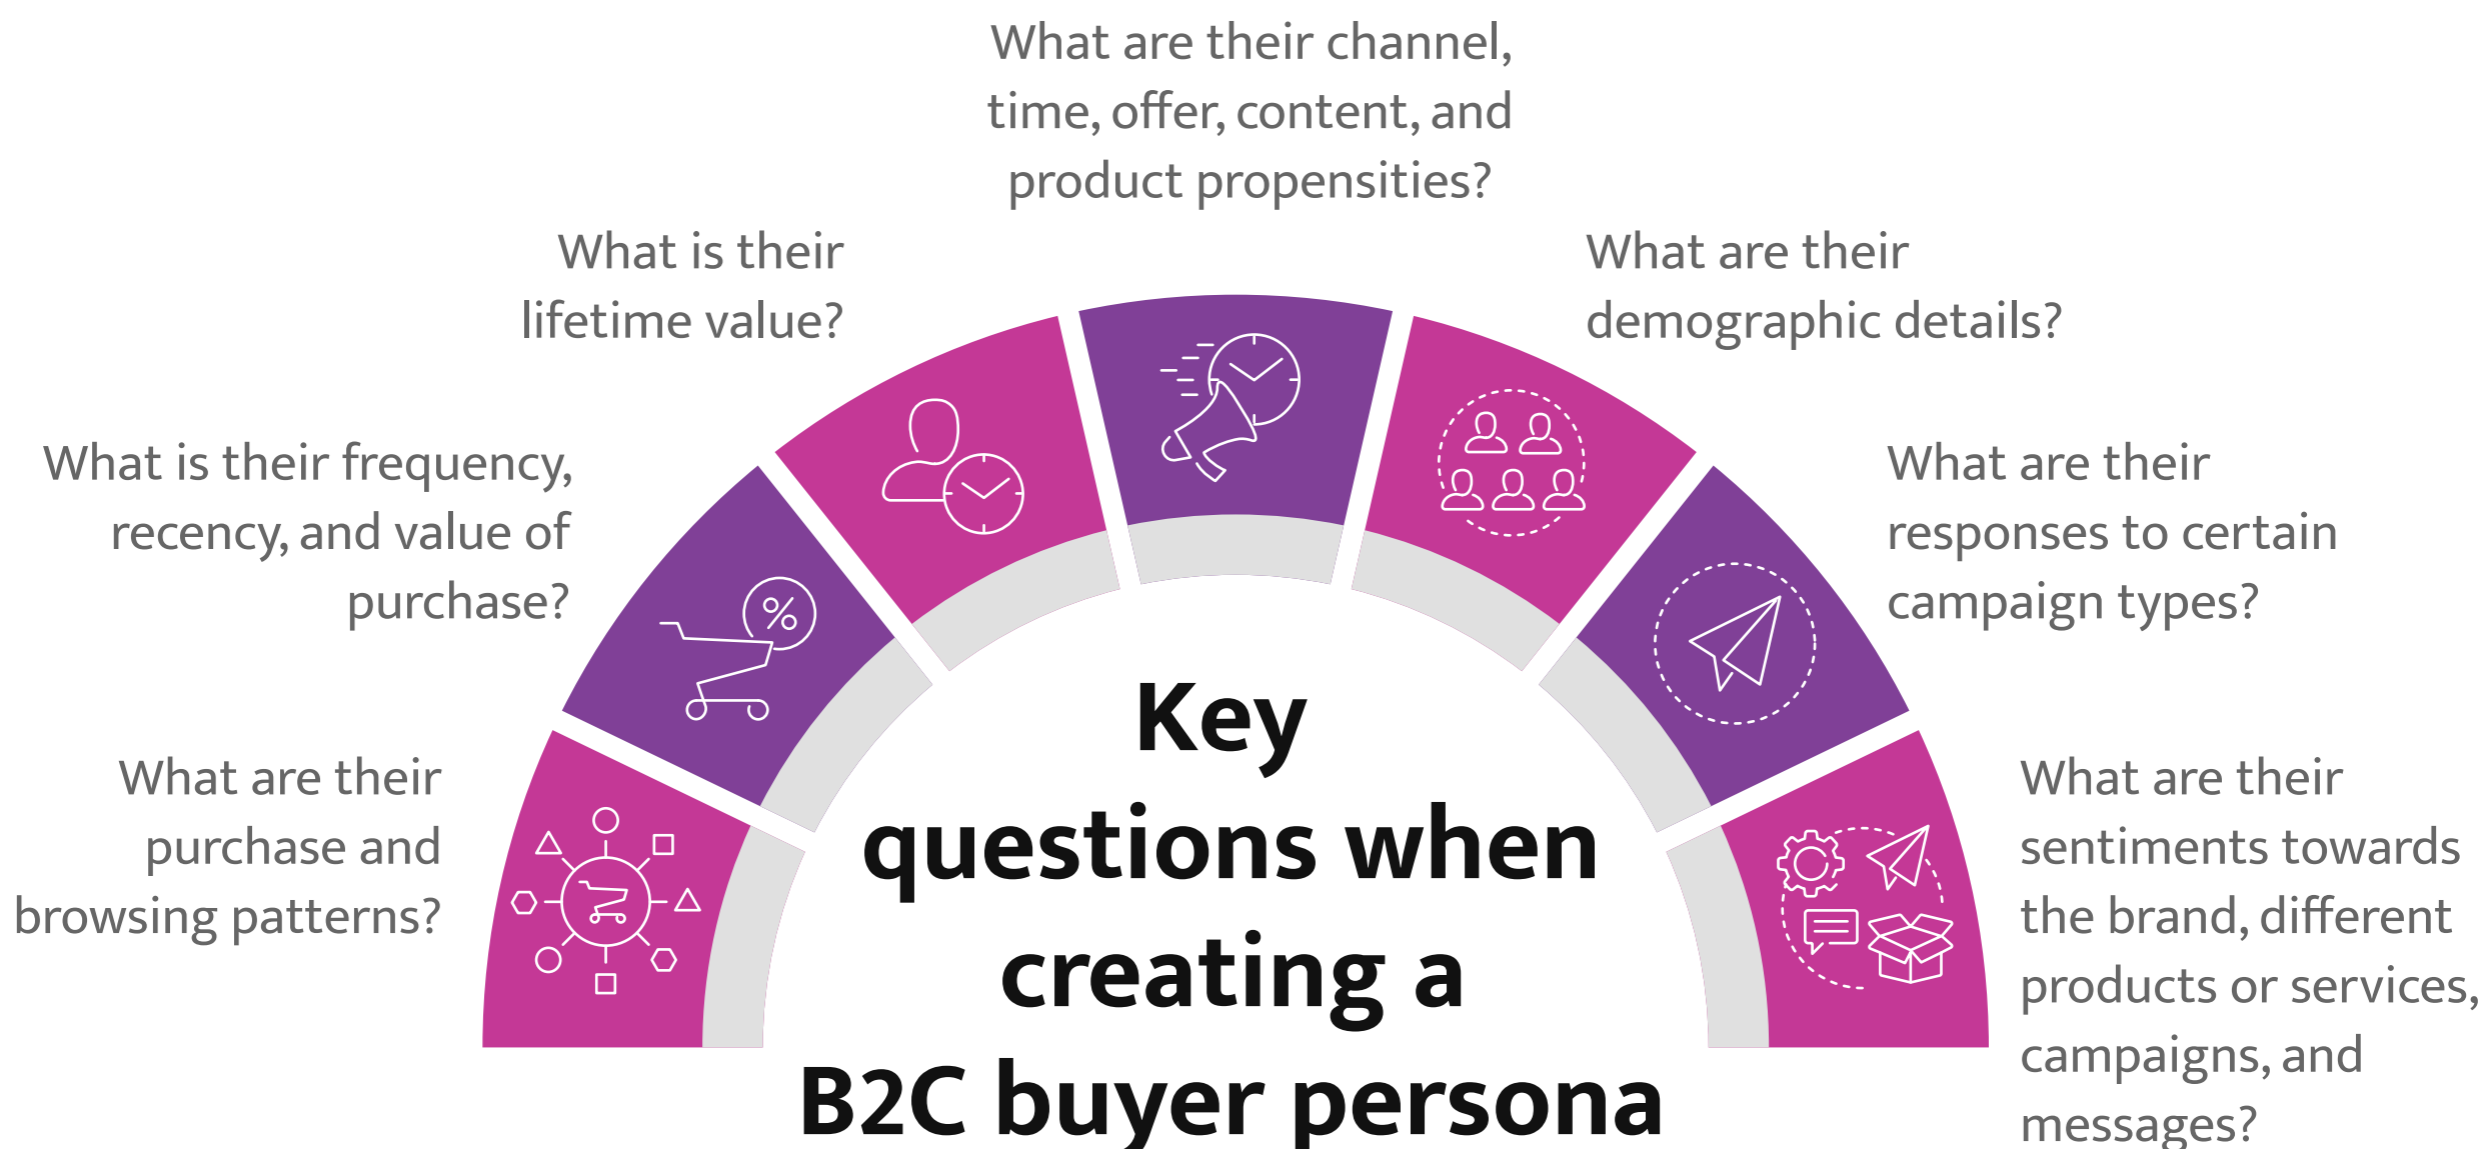 What are their channel,
time, offer, content, and
product propensities?
What is their
lifetime value?
What are their
demographic details?
What is their frequency,
recency, and value of
purchase?
What are their
responses to certain
campaign types?
What are their
purchase and
browsing patterns?
What are their
sentiments towards
the brand, different
products or services,
campaigns, and
messages?
%
Key
questions when
creating a
B2C buyer persona